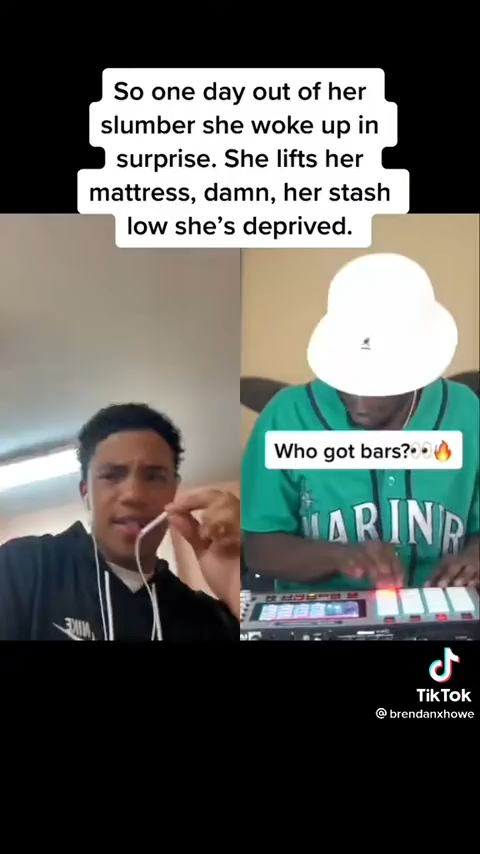 So one day out of her
slumber she woke up in
surprise. She lifts her
mattress, damn, her stash
low she's deprived.
Who got bars?👀🔥
MARINER
NIKE
TikTok
@brendanxhowe